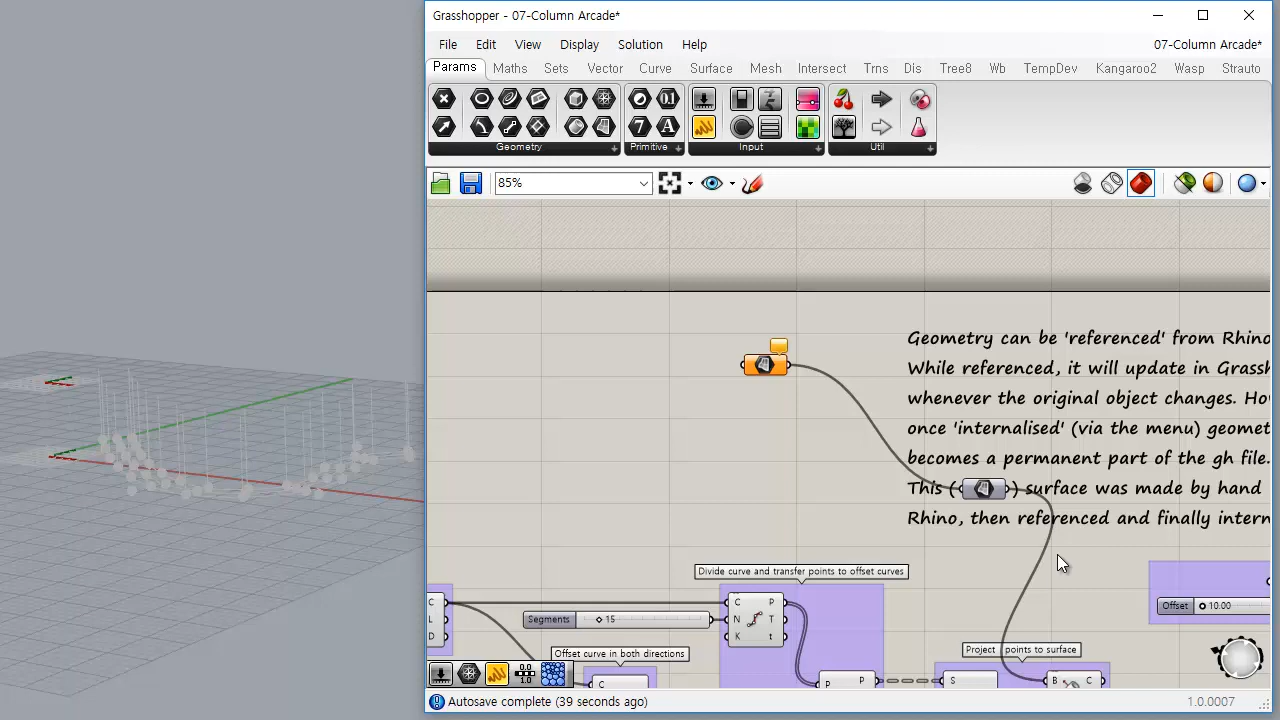 Grasshopper - 07-Column Arcade*
File Edit View Display Solution Help 07-Column Arcade*
Params Maths Sets Vector Curve Surface Mesh Intersect Trns Dis Tree8 Wb TempDev Kangaroo2 Wasp Strauto
Geometry Primitive Input Util
85%
Geometry can be 'referenced' from Rhino
While referenced, it will update in Grassh
whenever the original object changes. Ho
once 'internalised' (via the menu) geomet
becomes a permanent part of the gh file.
This ( ) surface was made by hand
Rhino, then referenced and finally intern
Divide curve and transfer points to offset curves
C L D
Segments 15
C N K P T t
Offset 10.00
Offset curve in both directions
Project points to surface
C P P S B C
Autosave complete (39 seconds ago) 1.0.0007